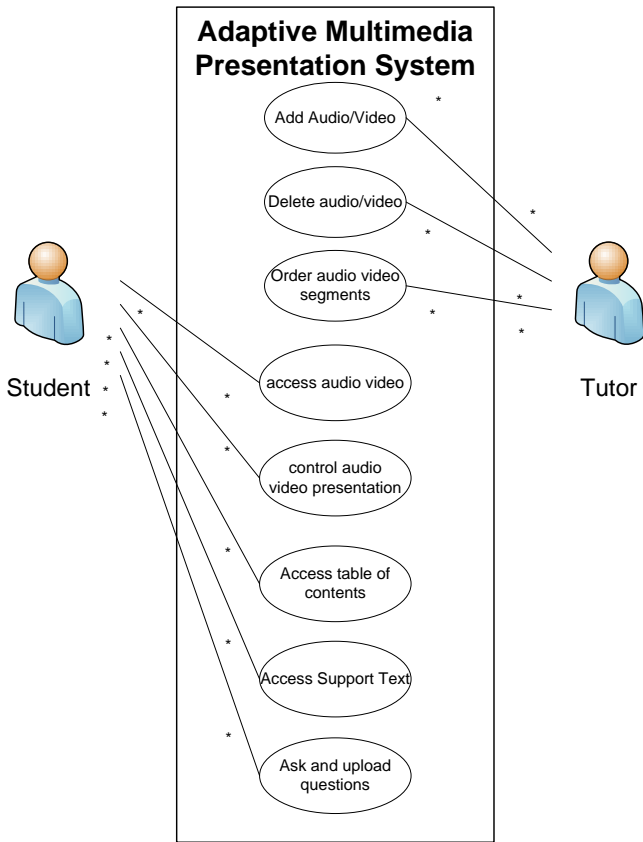 Adaptive Multimedia
Presentation System
*
Add Audio/Video
*
Delete audio/video
*
Order audio video
segments
*
*
*
*
*
*
*
*
Student
Tutor
access audio video
*
*
control audio
video presentation
*
Access table of
contents
*
Access Support Text
*
Ask and upload
questions